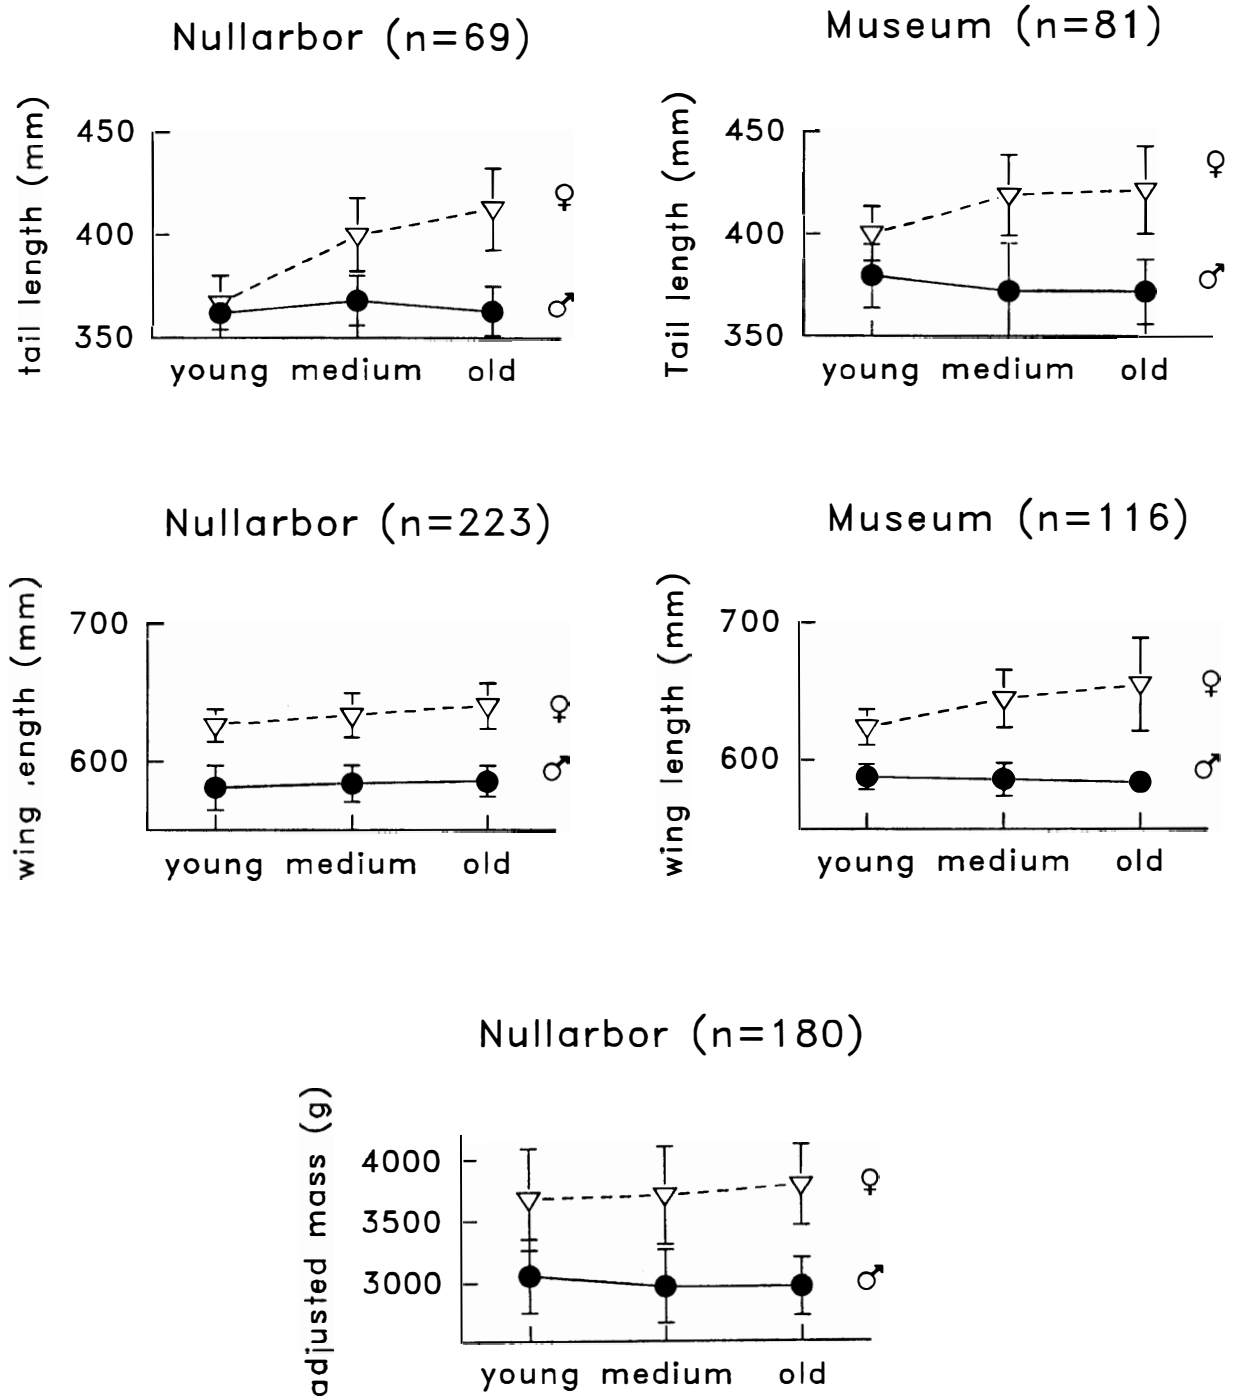 Nullarbor (n=69)
tail length (mm)
450
400
350
♀
♂
young medium old
Museum (n=81)
Tail length (mm)
450
400
350
♀
♂
young medium old
Nullarbor (n=223)
wing .ength (mm)
700
600
♀
♂
young medium old
Museum (n=116)
wing length (mm)
700
600
♀
♂
young medium old
Nullarbor (n=180)
adjusted mass (g)
4000
3500
3000
♀
♂
young medium old